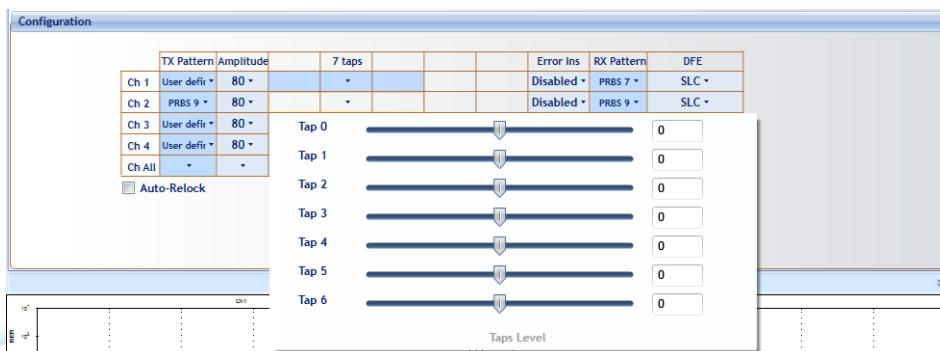 Configuration
TX Pattern Amplitude 7 taps Error Ins RX Pattern DFE
Ch 1 User defir 80 Disabled PRBS 7 SLC
Ch 2 PRBS 9 80 Disabled PRBS 9 SLC
Ch 3 User defir 80
Ch 4 User defir 80
Ch All
Auto-Relock
Tap 0 0
Tap 1 0
Tap 2 0
Tap 3 0
Tap 4 0
Tap 5 0
Tap 6 0
Taps Level
Ch1
BER